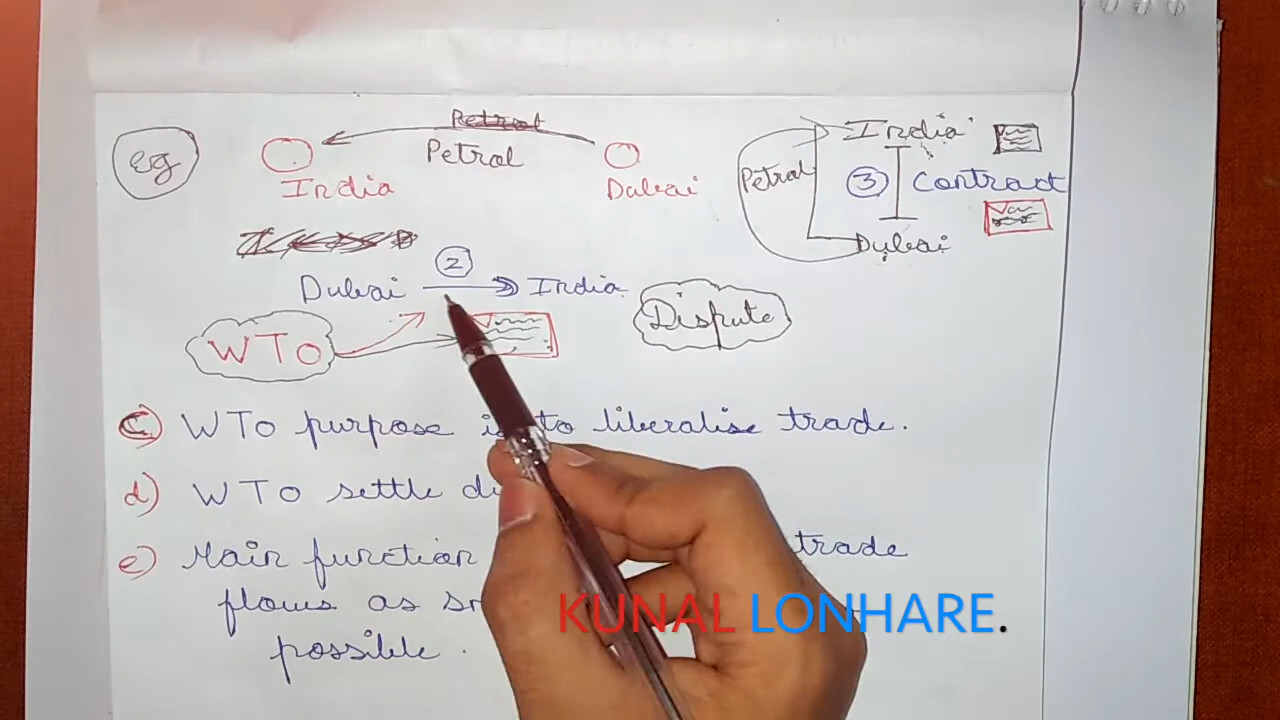 eg
Petrol
Petrol
India
Dubai
India
Petrol
3
Contract
Dubai
2
Dubai
India
Dispute
WTO
c) WTO purpose is to liberalise trade.
d) WTO settle
e) Main function trade
flows as
possible.
KUNAL LONHARE.